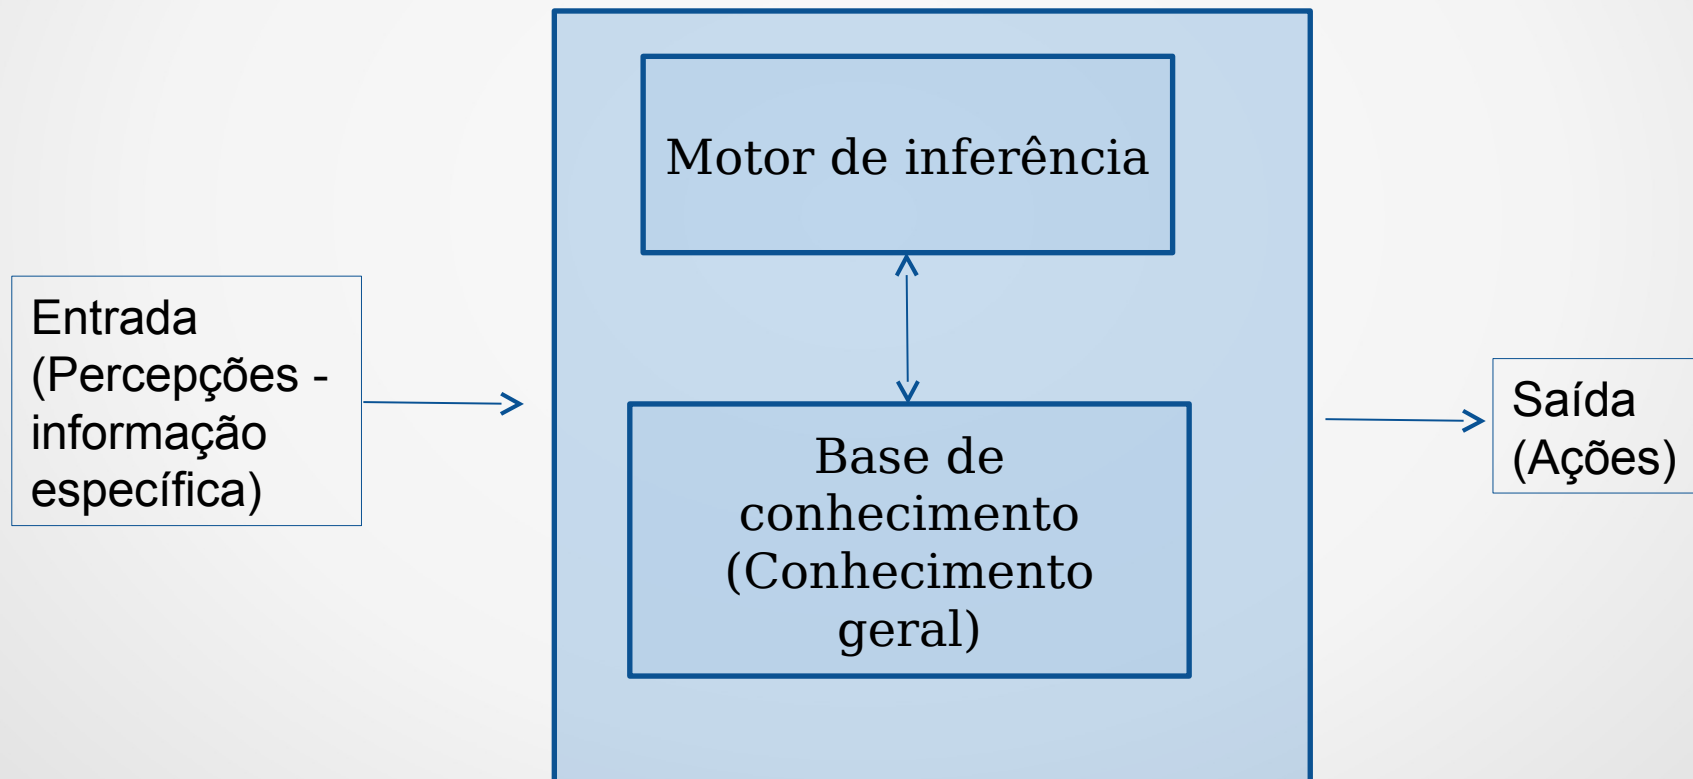 Motor de inferência
Entrada
(Percepções -
informação
específica)
Base de
conhecimento
(Conhecimento
geral)
Saída
(Ações)